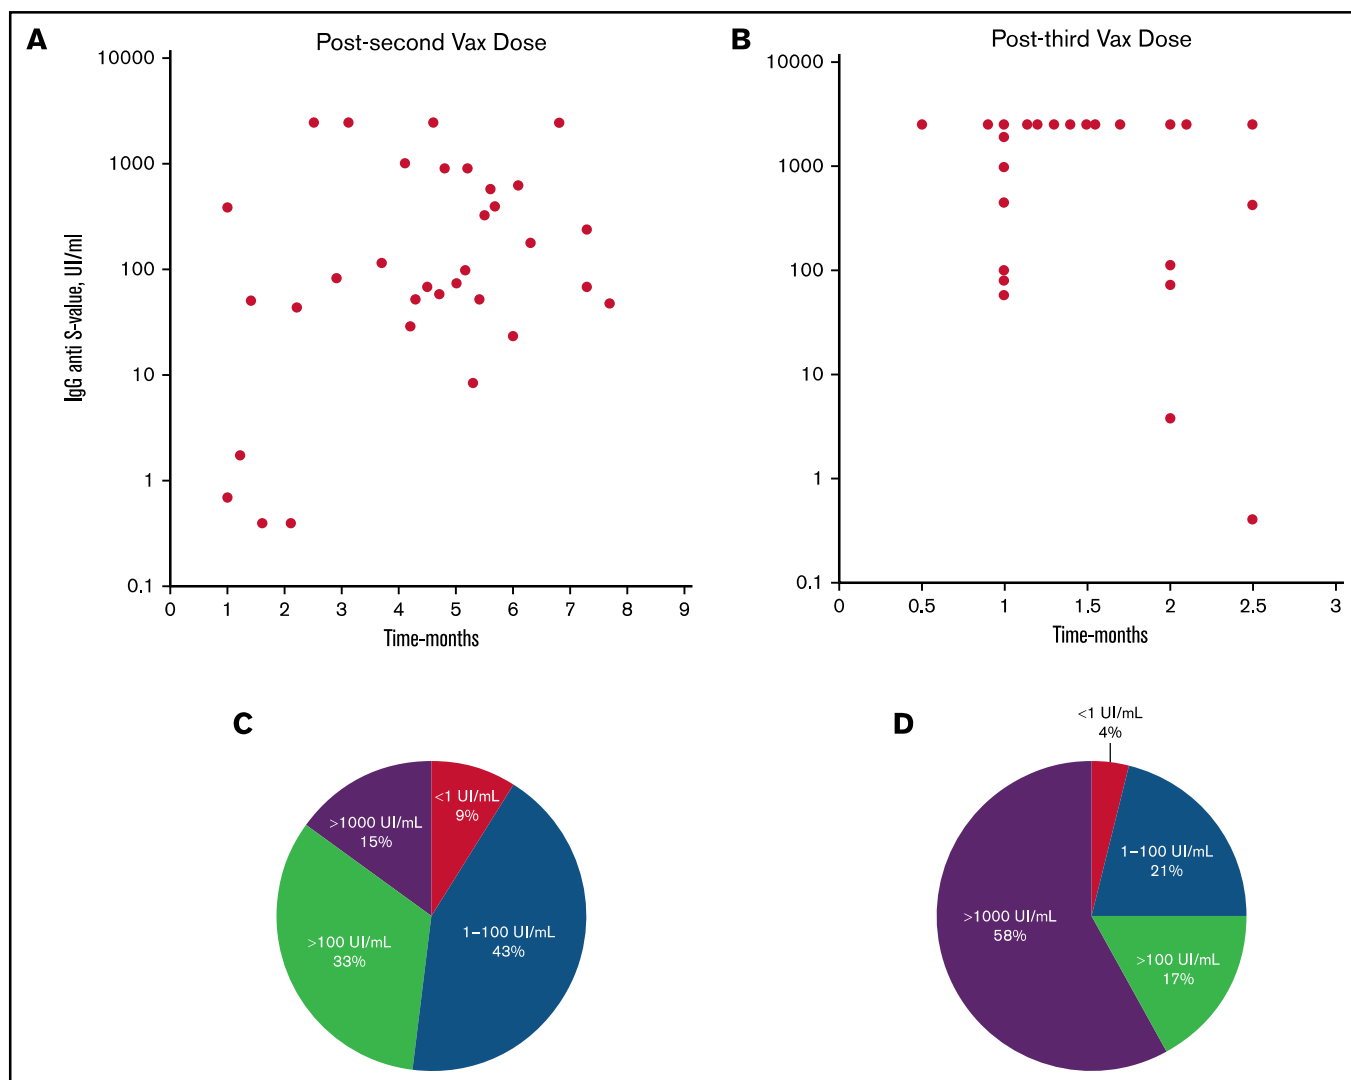 A
Post-second Vax Dose
10000
1000
100
10
1
0.1
IgG anti S-value, UI/ml
0 1 2 3 4 5 6 7 8 9
Time-months
B
Post-third Vax Dose
10000
1000
100
10
1
0.1
0 0.5 1 1.5 2 2.5 3
Time-months
C
<1 UI/mL
9%
>1000 UI/mL
15%
1–100 UI/mL
43%
>100 UI/mL
33%
D
<1 UI/mL
4%
1–100 UI/mL
21%
>1000 UI/mL
58%
>100 UI/mL
17%